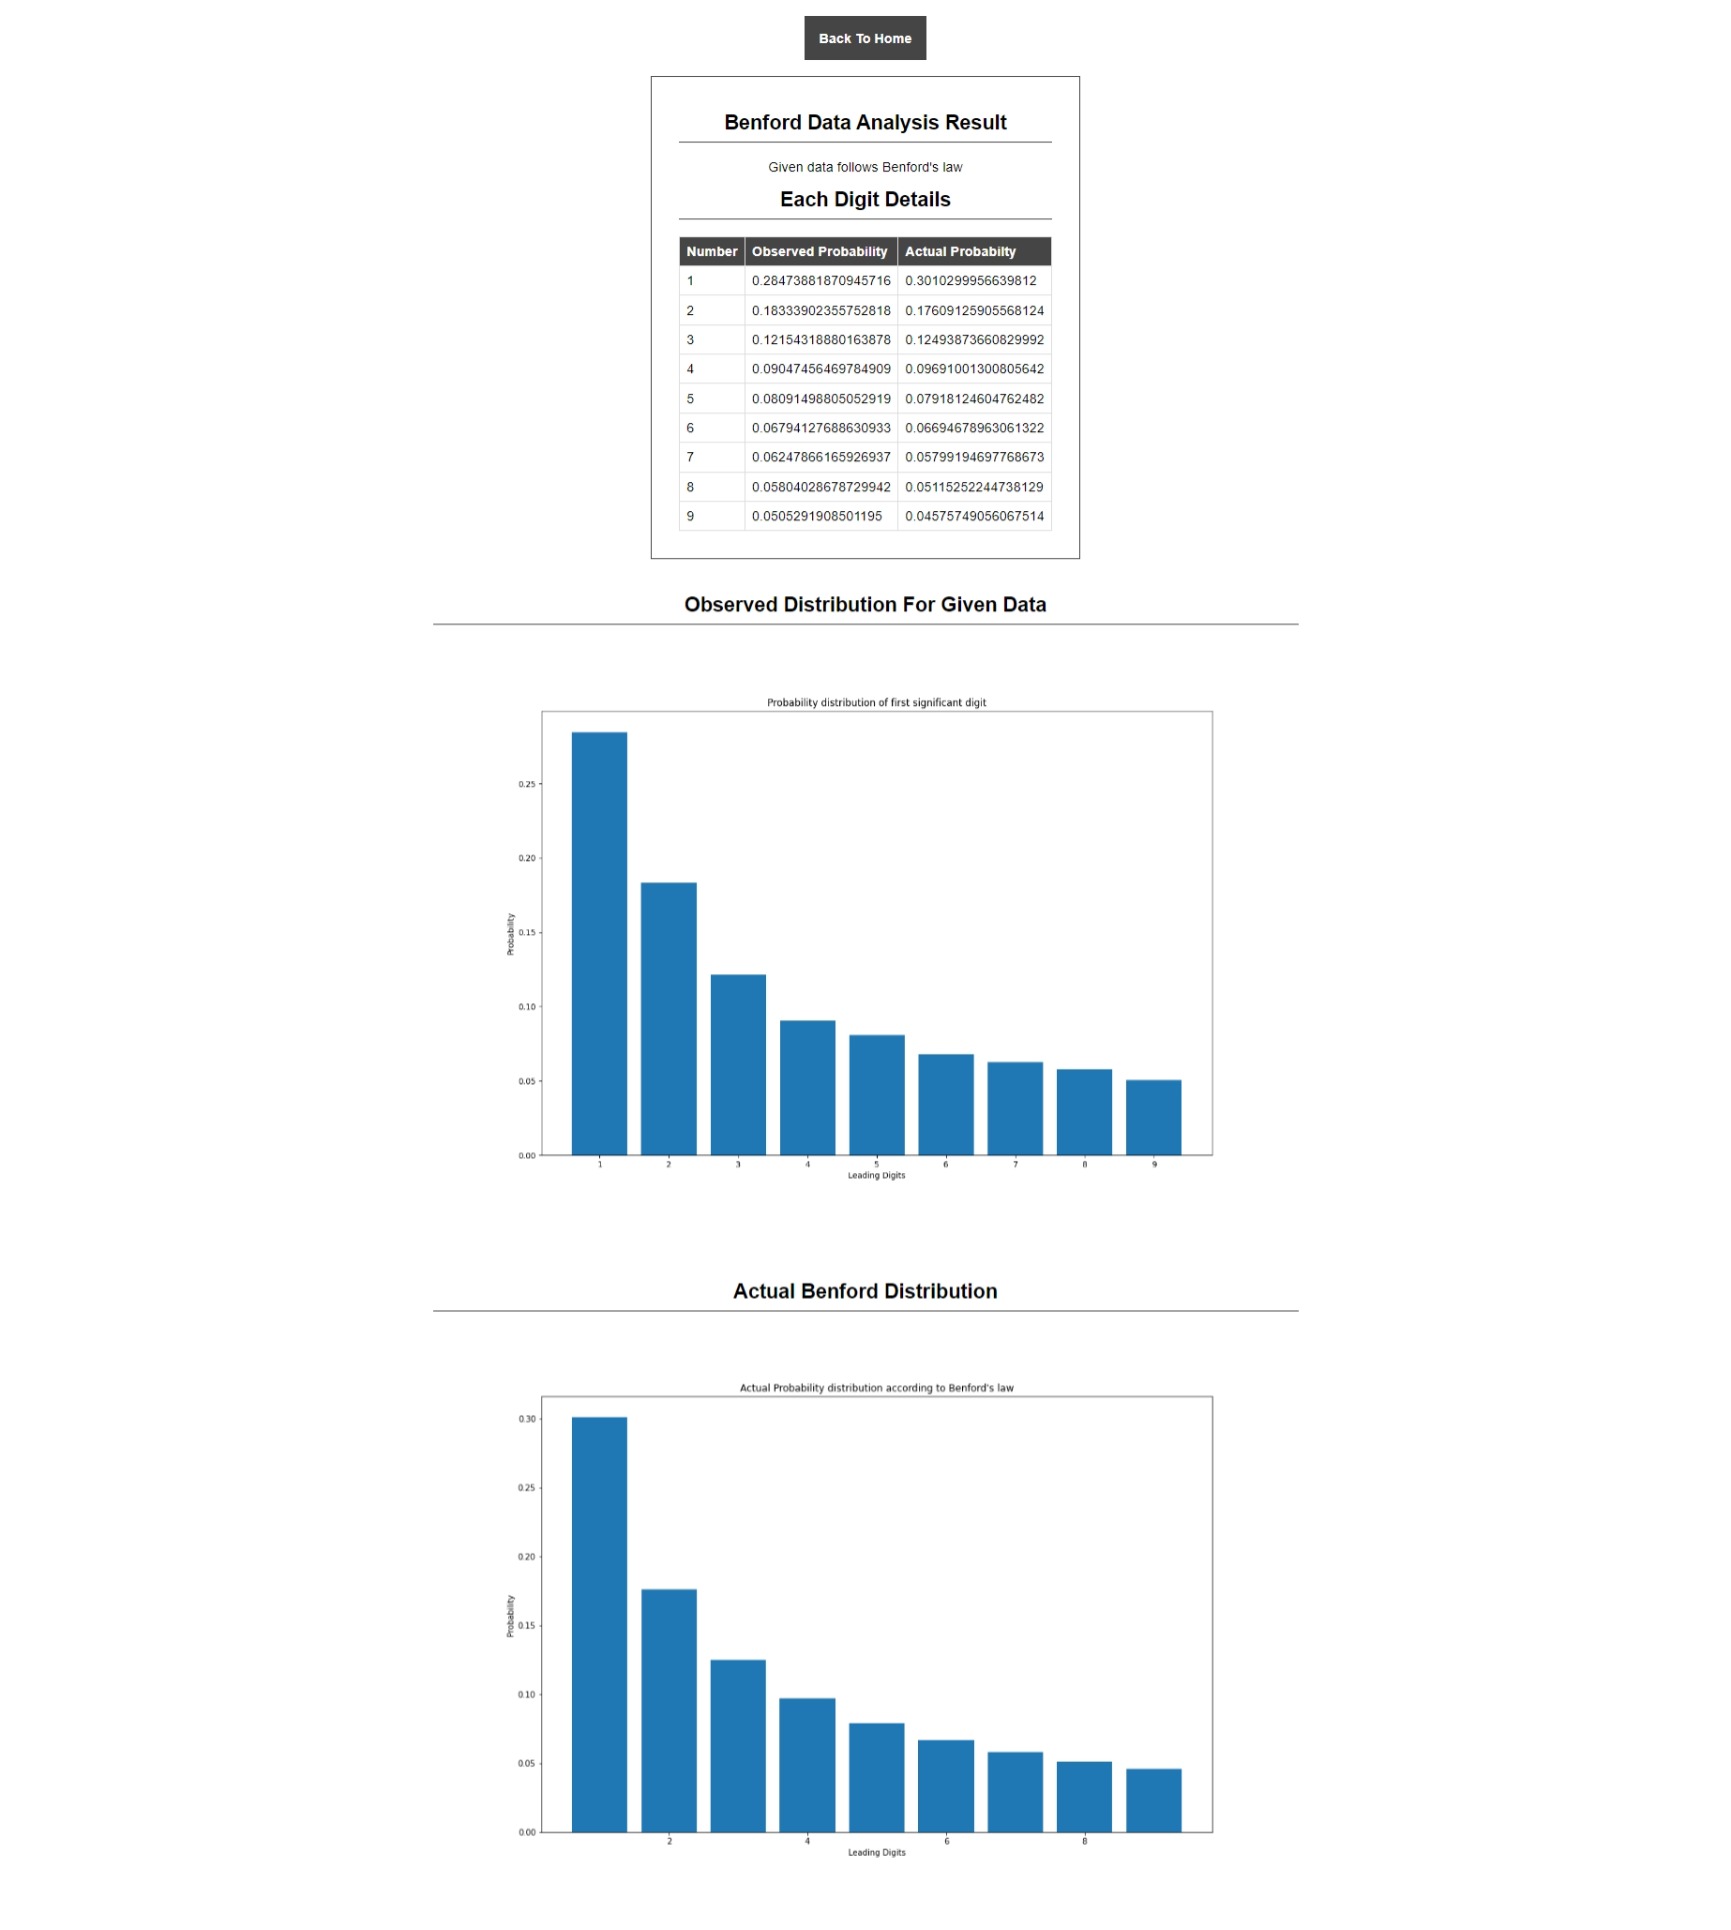 Back To Home
Benford Data Analysis Result
Given data follows Benford's law
Each Digit Details
Number Observed Probability Actual Probabilty
1 0.28473881870945716 0.3010299956639812
2 0.18333902355752818 0.17609125905568124
3 0.12154318880163878 0.12493873660829992
4 0.09047456469784909 0.09691001300805642
5 0.08091498805052919 0.07918124604762482
6 0.06794127688630933 0.06694678963061322
7 0.06247866165926937 0.05799194697768673
8 0.05804028678729942 0.05115252244738129
9 0.0505291908501195 0.04575749056067514
Observed Distribution For Given Data
Probability distribution of first significant digit
0.25
0.20
0.15
0.10
0.05
0.00
Probability
1 2 3 4 5 6 7 8 9
Leading Digits
Actual Benford Distribution
Actual Probability distribution according to Benford's law
0.30
0.25
0.20
0.15
0.10
0.05
0.00
Probability
2 4 6 8
Leading Digits